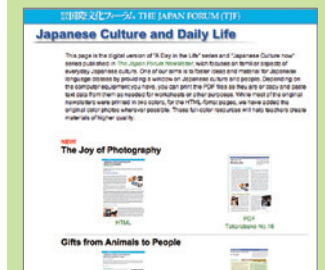 国際文化フォーラム THE JAPAN FORUM (TJF)
Japanese Culture and Daily Life
This page is the digital version of "A Day in the Life" series and "Japanese Culture now"
series published in The Japan Forum Newsletter, which focuses on familiar aspects of
everyday Japanese culture. One of our aims is to foster ideas and material for Japanese
language classes by providing a window on Japanese culture and people. Depending on
the computer equipment you have, you can print the PDF files as they are or copy and paste
text data from them as needed for worksheets or other purposes. While most of the original
newsletters were printed in two colors, for the HTML-format pages, we have added the
original color photos wherever possible. These full-color resources will help teachers create
materials of higher quality.
NEW!
The Joy of Photography
HTML
PDF
Takarabako No.16
Gifts from Animals to People